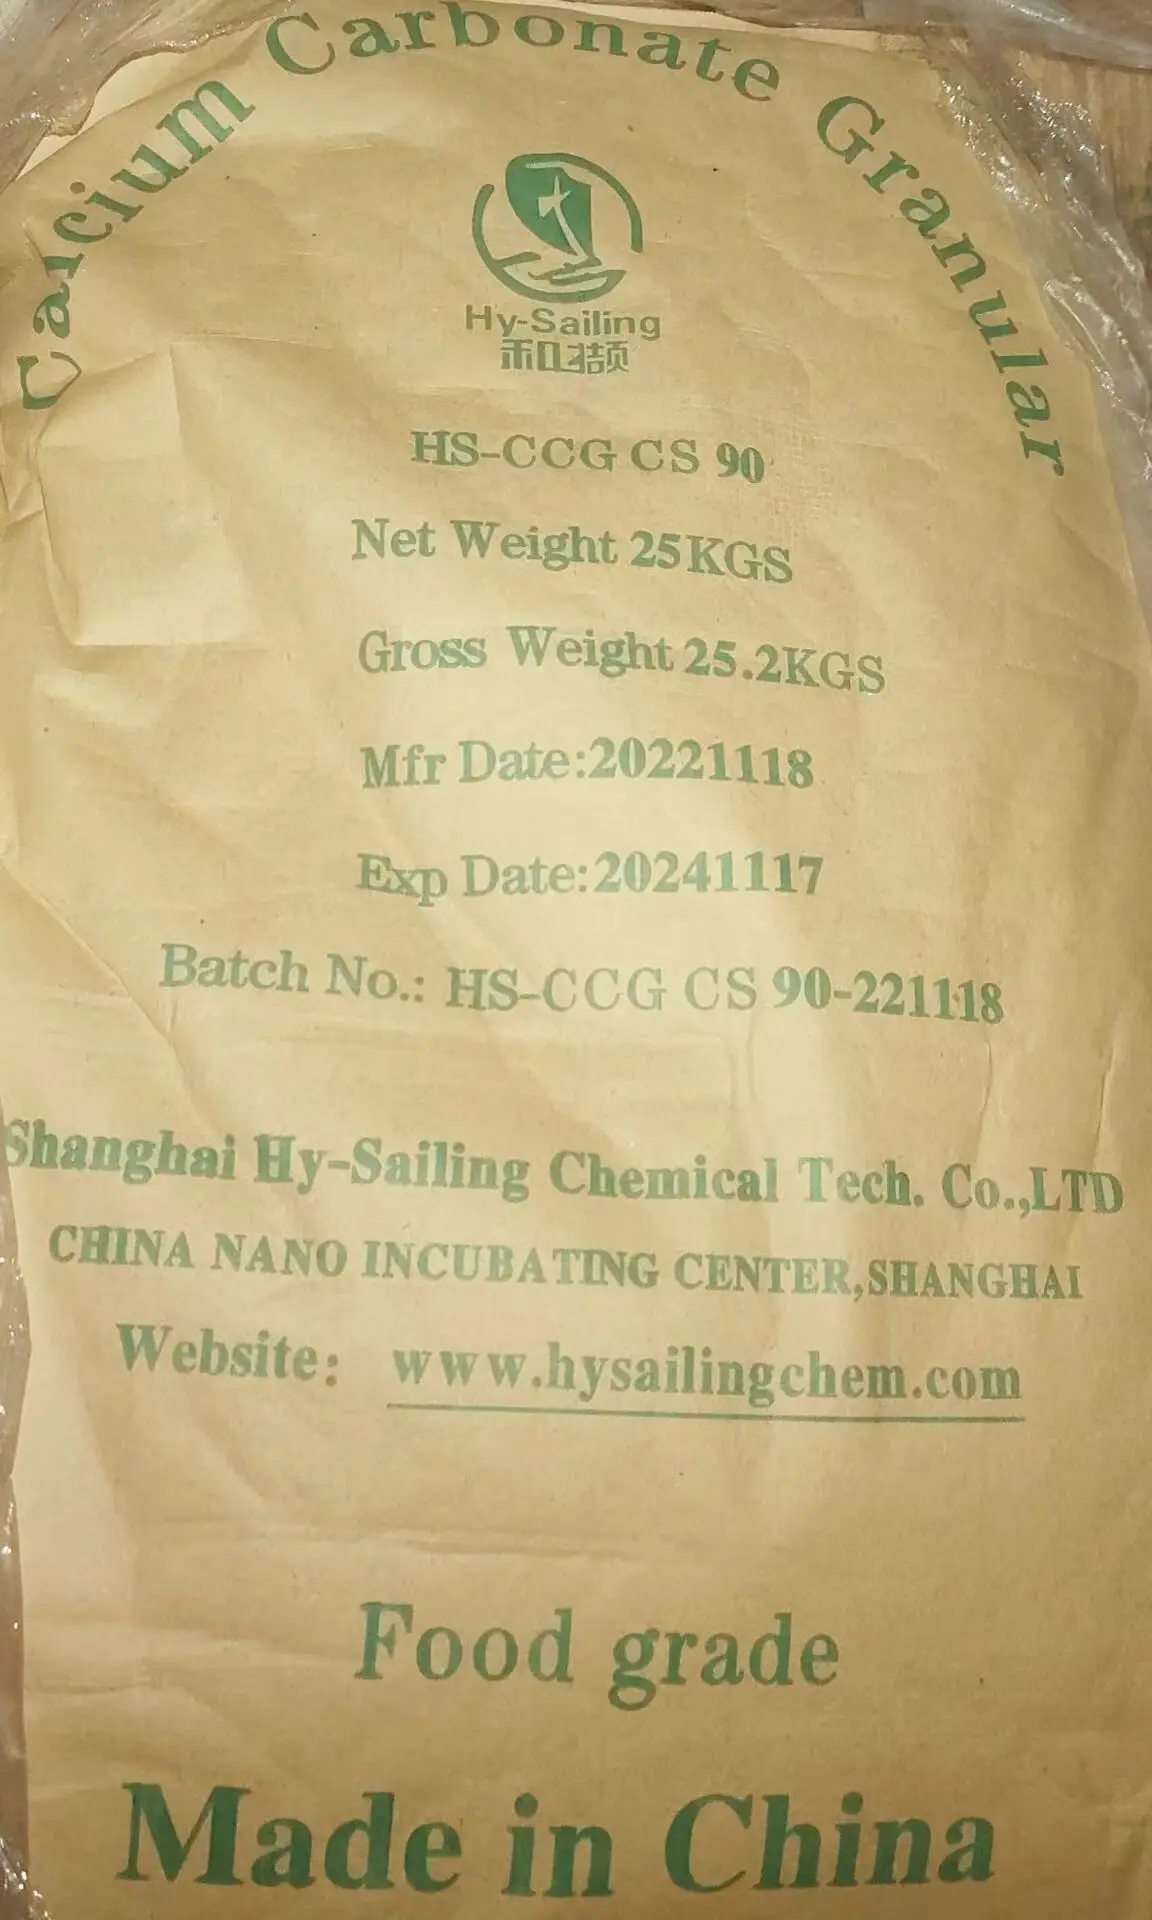 Calcium Carbonate Granular
Hy-Sailing
HS-CCG CS 90
Net Weight 25KGS
Gross Weight 25.2KGS
Mfr Date:20221118
Exp Date:20241117
Batch No.: HS-CCG CS 90-221118
Shanghai Hy-Sailing Chemical Tech. Co.,LTD
CHINA NANO INCUBATING CENTER,SHANGHAI
Website: www.hysailingchem.com
Food grade
Made in China